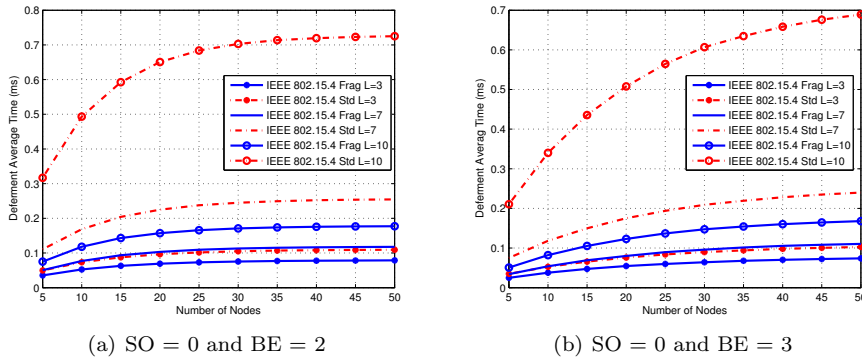 0.8
0.7
0.6
0.5
0.4
0.3
0.2
0.1
0
Deferment Average Time (ms)
IEEE 802.15.4 Frag L=3
IEEE 802.15.4 Std L=3
IEEE 802.15.4 Frag L=7
IEEE 802.15.4 Std L=7
IEEE 802.15.4 Frag L=10
IEEE 802.15.4 Std L=10
5 10 15 20 25 30 35 40 45 50
Number of Nodes
(a) SO = 0 and BE = 2
0.7
0.6
0.5
0.4
0.3
0.2
0.1
0
Deferment Averag Time (ms)
IEEE 802.15.4 Frag L=3
IEEE 802.15.4 Std L=3
IEEE 802.15.4 Frag L=7
IEEE 802.15.4 Std L=7
IEEE 802.15.4 Frag L=10
IEEE 802.15.4 Std L=10
5 10 15 20 25 30 35 40 45 50
Number of Nodes
(b) SO = 0 and BE = 3